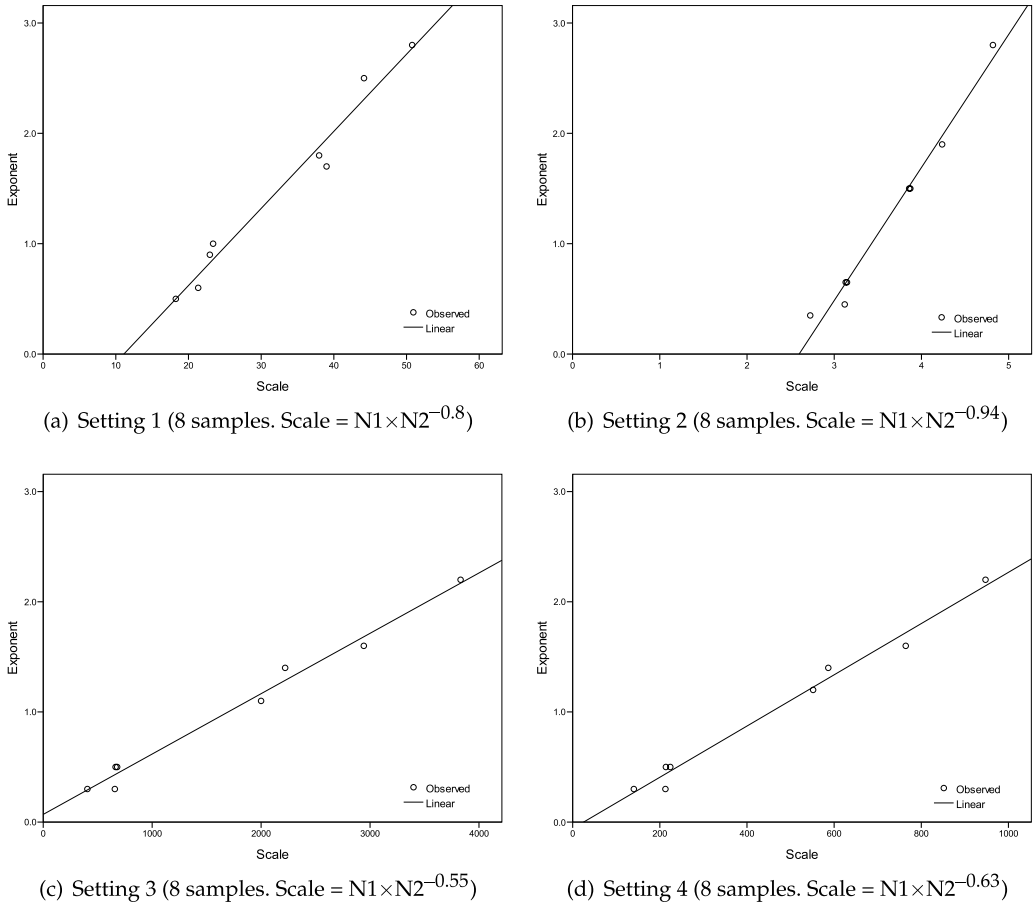 3.0
2.0
1.0
0.0
Exponent
0 10 20 30 40 50 60
Scale
Observed
Linear
(a) Setting 1 (8 samples. Scale = N1×N2^−0.8)
3.0
2.0
1.0
0.0
Exponent
0 1 2 3 4 5
Scale
Observed
Linear
(b) Setting 2 (8 samples. Scale = N1×N2^−0.94)
3.0
2.0
1.0
0.0
Exponent
0 1000 2000 3000 4000
Scale
Observed
Linear
(c) Setting 3 (8 samples. Scale = N1×N2^−0.55)
3.0
2.0
1.0
0.0
Exponent
0 200 400 600 800 1000
Scale
Observed
Linear
(d) Setting 4 (8 samples. Scale = N1×N2^−0.63)